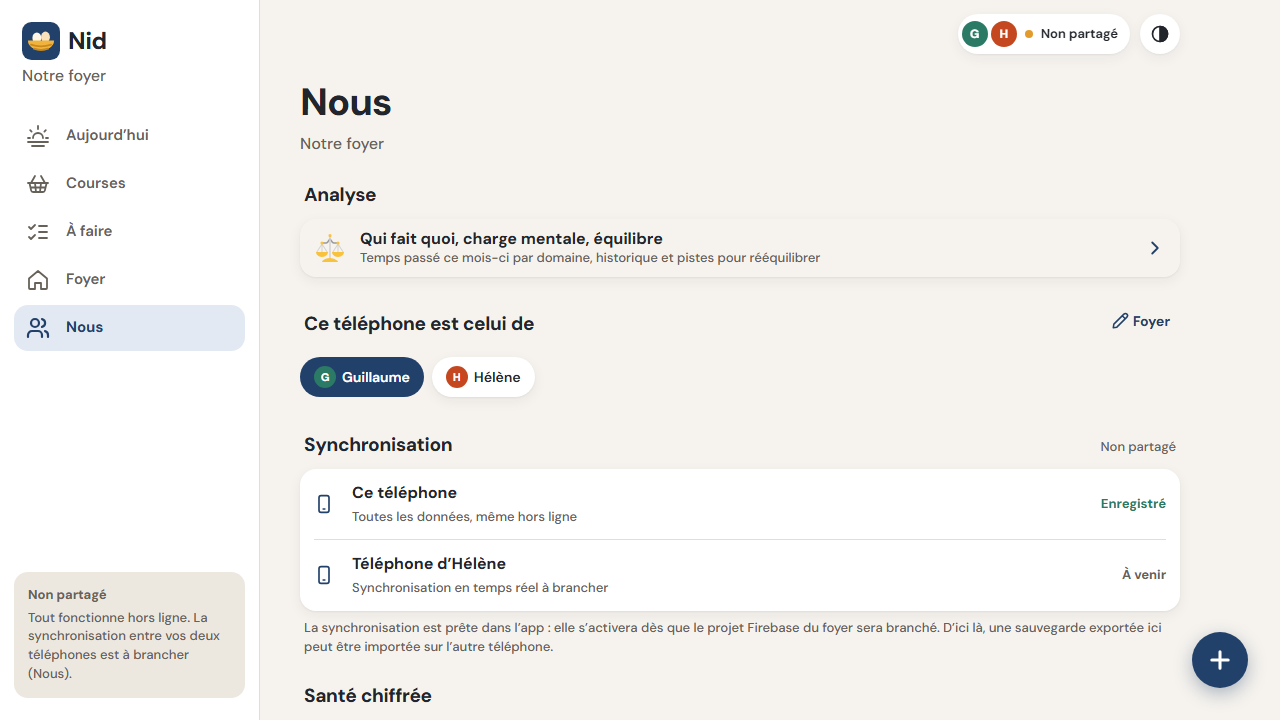 Nid
Notre foyer
Aujourd’hui
Courses
À faire
Foyer
Nous
Non partagé
Tout fonctionne hors ligne. La
synchronisation entre vos deux
téléphones est à brancher
(Nous).
G H Non partagé
Nous
Notre foyer
Analyse
Qui fait quoi, charge mentale, équilibre
Temps passé ce mois-ci par domaine, historique et pistes pour rééquilibrer
Ce téléphone est celui de
Foyer
G Guillaume
H Hélène
Synchronisation
Non partagé
Ce téléphone
Toutes les données, même hors ligne
Enregistré
Téléphone d’Hélène
Synchronisation en temps réel à brancher
À venir
La synchronisation est prête dans l’app : elle s’activera dès que le projet Firebase du foyer sera branché. D’ici là, une sauvegarde exportée ici
peut être importée sur l’autre téléphone.
Santé chiffrée